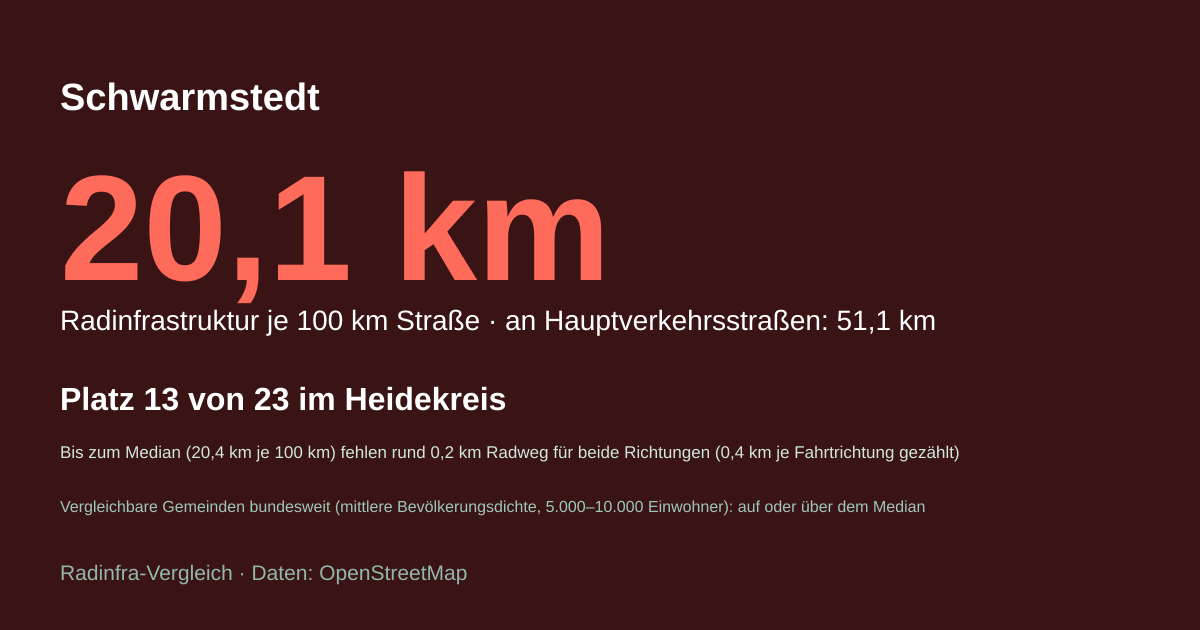 Schwarmstedt
20,1 km
Radinfrastruktur je 100 km Straße · an Hauptverkehrsstraßen: 51,1 km
Platz 13 von 23 im Heidekreis
Bis zum Median (20,4 km je 100 km) fehlen rund 0,2 km Radweg für beide Richtungen (0,4 km je Fahrtrichtung gezählt)
Vergleichbare Gemeinden bundesweit (mittlere Bevölkerungsdichte, 5.000–10.000 Einwohner): auf oder über dem Median
Radinfra-Vergleich · Daten: OpenStreetMap